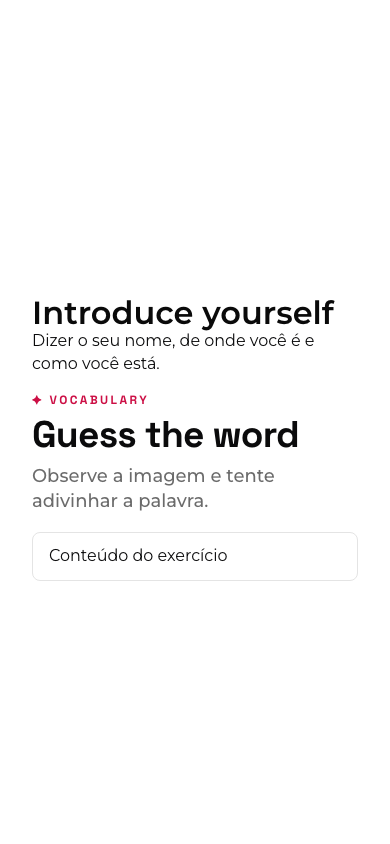 Introduce yourself
Dizer o seu nome, de onde você é e
como você está.
✦ VOCABULARY
Guess the word
Observe a imagem e tente
adivinhar a palavra.
Conteúdo do exercício